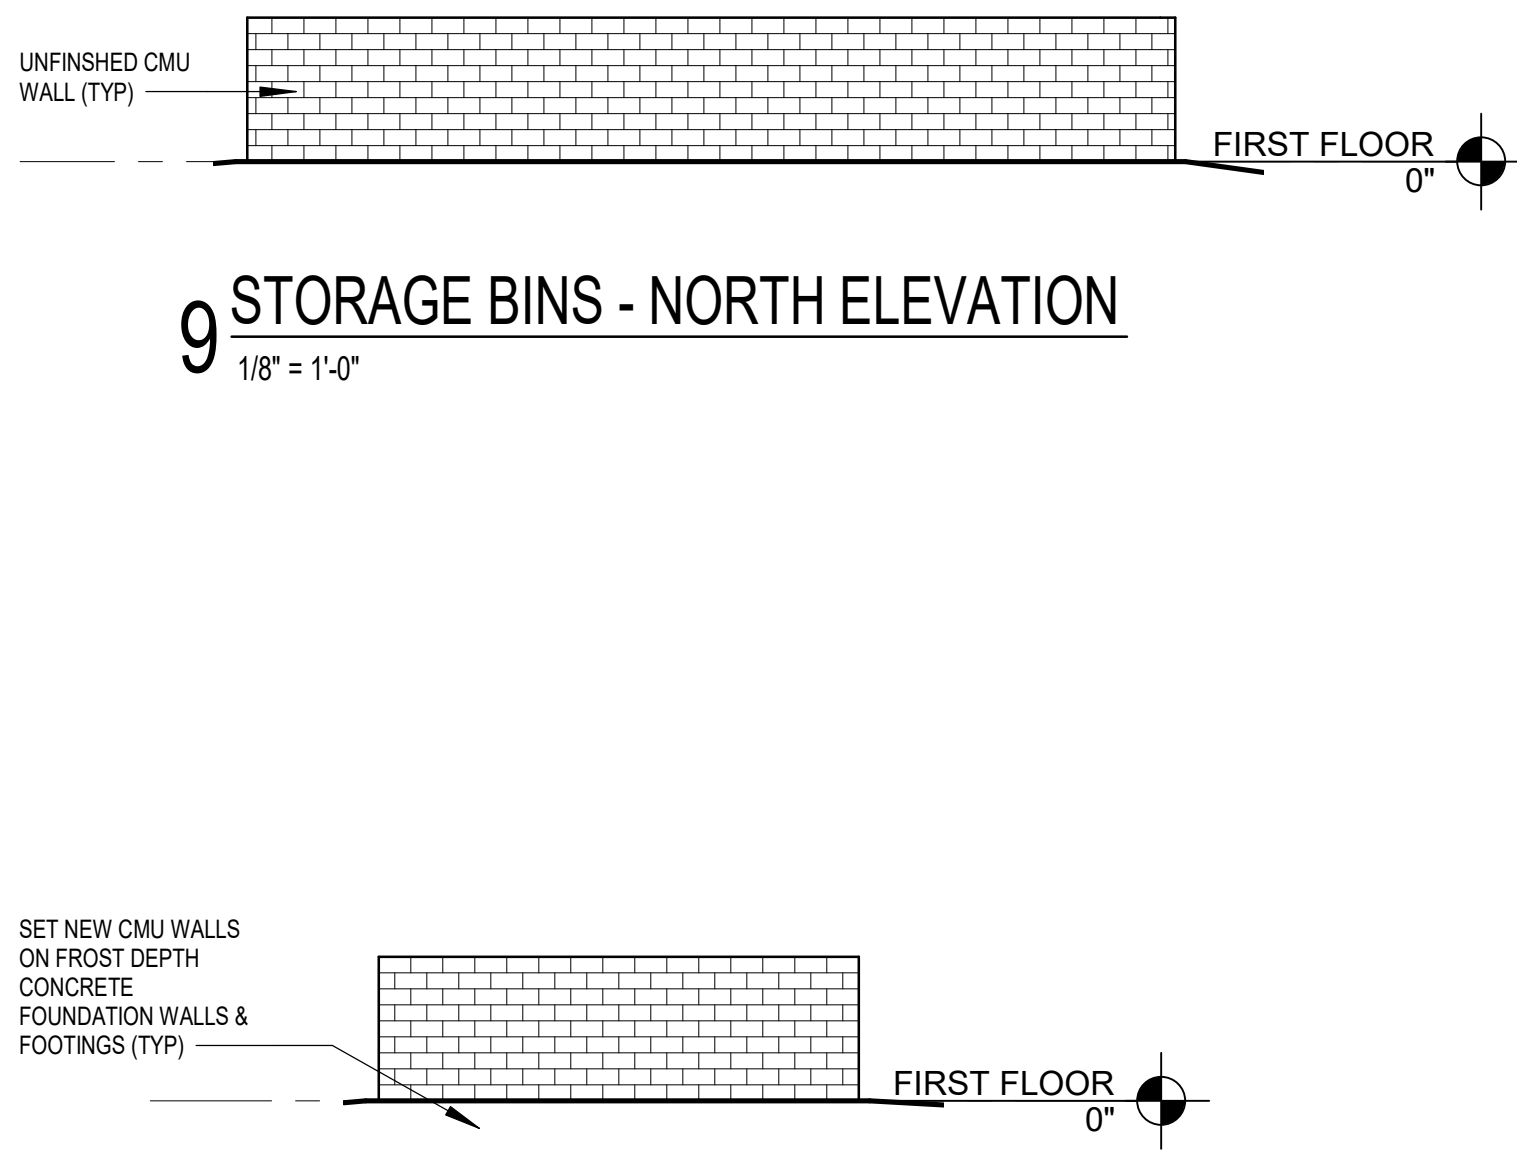 UNFINSHED CMU
WALL (TYP)
FIRST FLOOR
0"
9
STORAGE BINS - NORTH ELEVATION
1/8" = 1'-0"
SET NEW CMU WALLS
ON FROST DEPTH
CONCRETE
FOUNDATION WALLS &
FOOTINGS (TYP)
FIRST FLOOR
0"